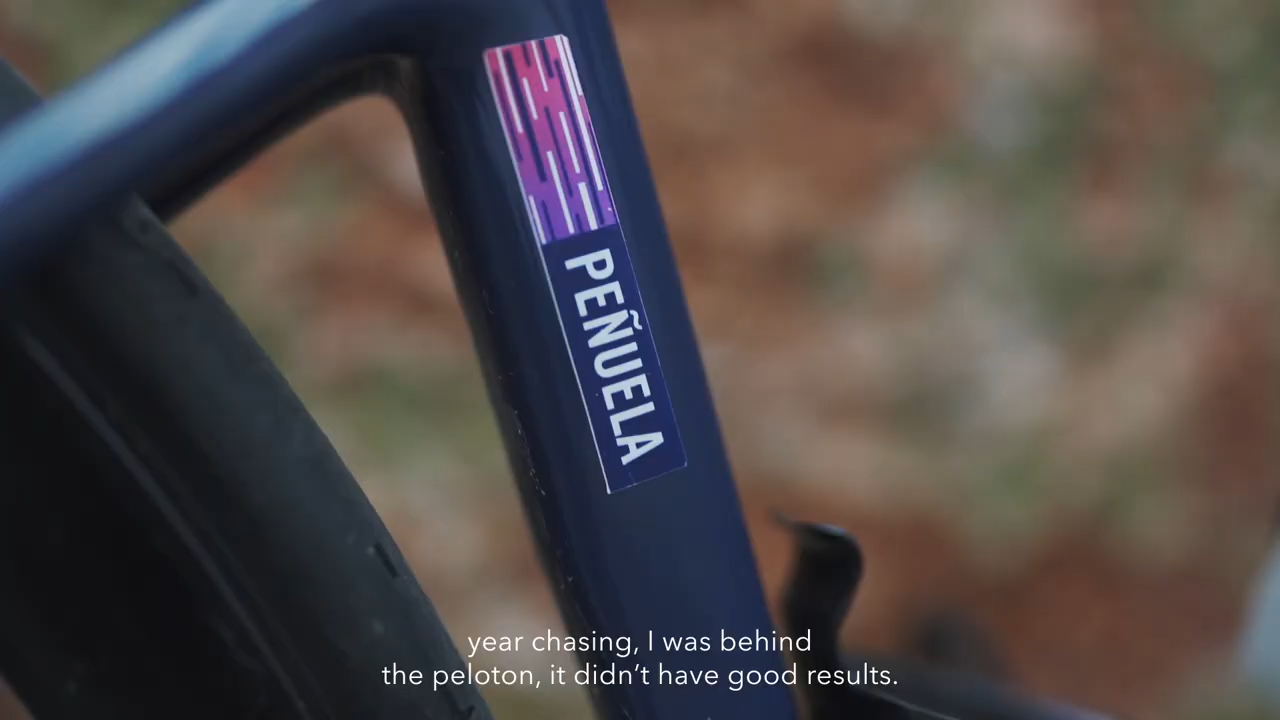 PEÑUELA
year chasing, I was behind
the peloton, it didn't have good results.